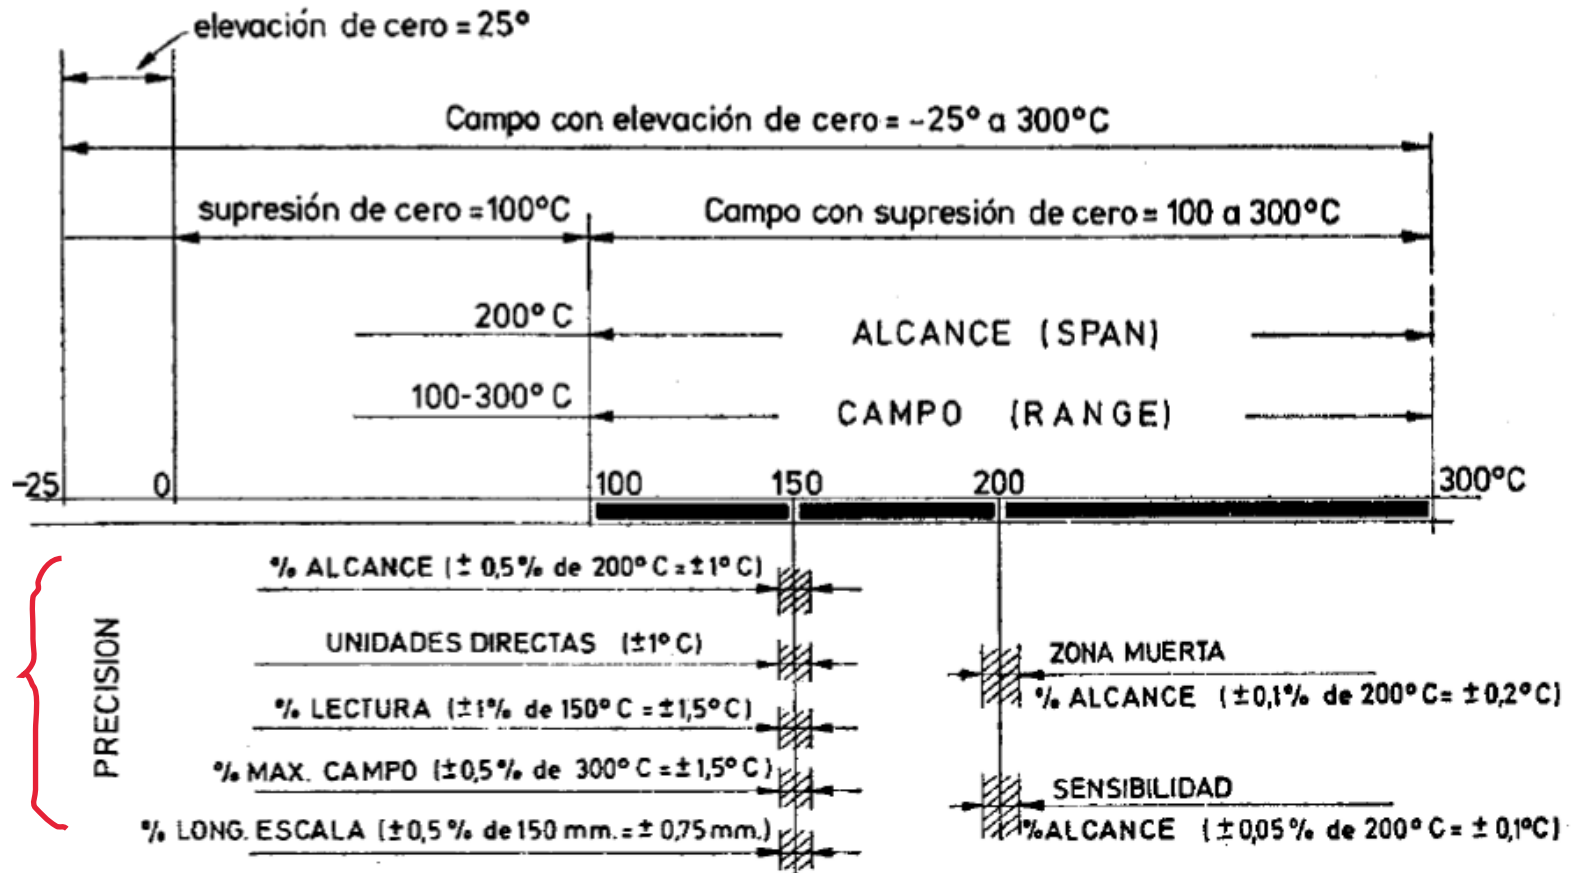 elevación de cero = 25°
Campo con elevación de cero = -25° a 300°C
supresión de cero = 100°C
Campo con supresión de cero = 100 a 300°C
200° C
ALCANCE (SPAN)
100-300° C
CAMPO (RANGE)
-25 0 100 150 200 300°C
PRECISION
% ALCANCE (± 0,5% de 200° C = ±1° C)
UNIDADES DIRECTAS (±1° C)
% LECTURA (±1% de 150° C = ±1,5° C)
% MAX. CAMPO (±0,5% de 300° C = ±1,5° C)
% LONG. ESCALA (±0,5% de 150 mm. = ± 0,75 mm.)
ZONA MUERTA
% ALCANCE (±0,1% de 200°C = ±0,2°C)
SENSIBILIDAD
%ALCANCE (±0,05% de 200° C = ± 0,1°C)